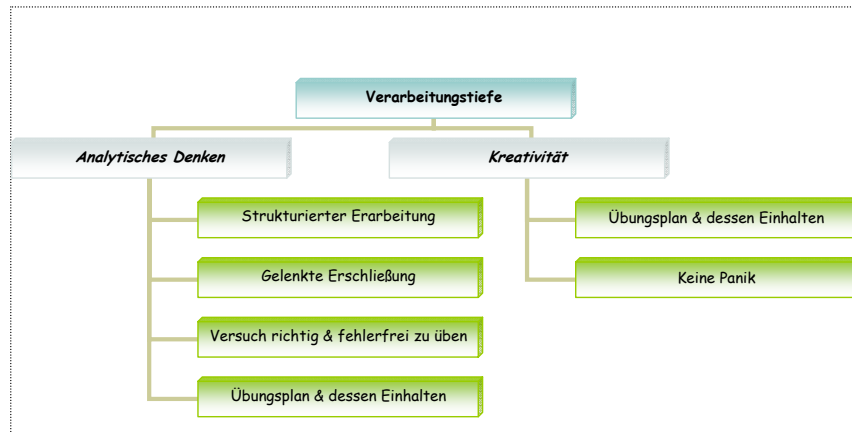 Verarbeitungstiefe
Analytisches Denken
Kreativität
Strukturierter Erarbeitung
Übungsplan & dessen Einhalten
Gelenkte Erschließung
Keine Panik
Versuch richtig & fehlerfrei zu üben
Übungsplan & dessen Einhalten